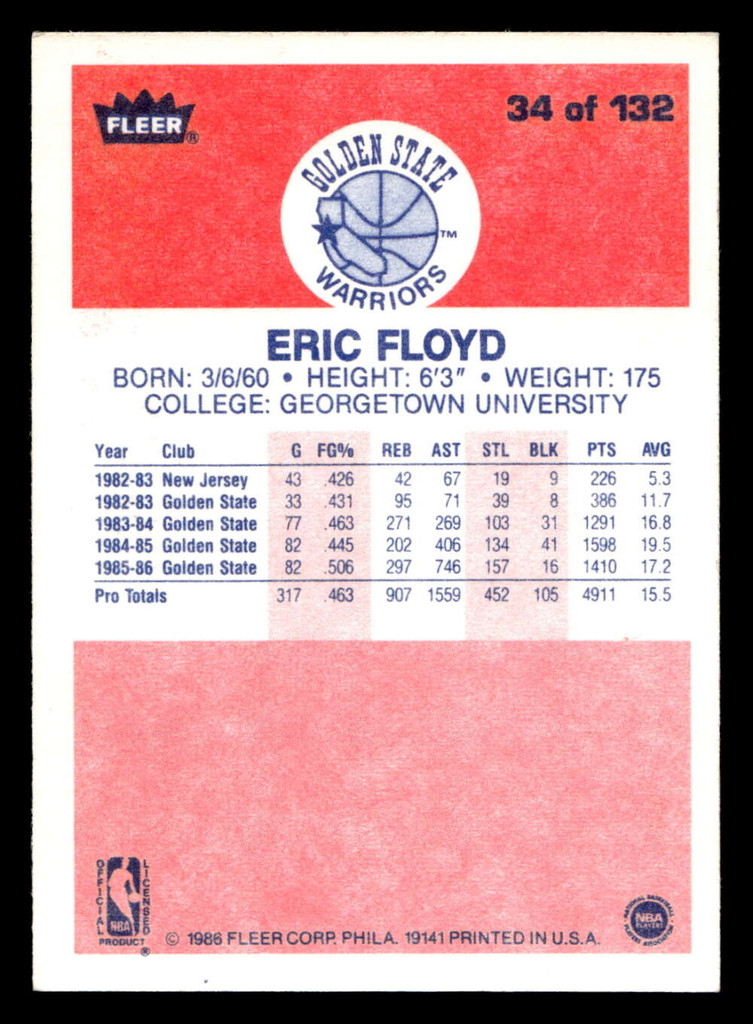 FLEER®
34 of 132
GOLDEN STATE
WARRIORS
TM
ERIC FLOYD
BORN: 3/6/60 • HEIGHT: 6'3" • WEIGHT: 175
COLLEGE: GEORGETOWN UNIVERSITY
Year Club G FG% REB AST STL BLK PTS AVG
1982-83 New Jersey 43 .426 42 67 19 9 226 5.3
1982-83 Golden State 33 .431 95 71 39 8 386 11.7
1983-84 Golden State 77 .463 271 269 103 31 1291 16.8
1984-85 Golden State 82 .445 202 406 134 41 1598 19.5
1985-86 Golden State 82 .506 297 746 157 16 1410 17.2
Pro Totals 317 .463 907 1559 452 105 4911 15.5
OFFICIAL LICENSED
NBA
PRODUCT®
© 1986 FLEER CORP. PHILA. 19141 PRINTED IN U.S.A.
NATIONAL BASKETBALL
NBA
PLAYERS
PLAYERS ASSOCIATION